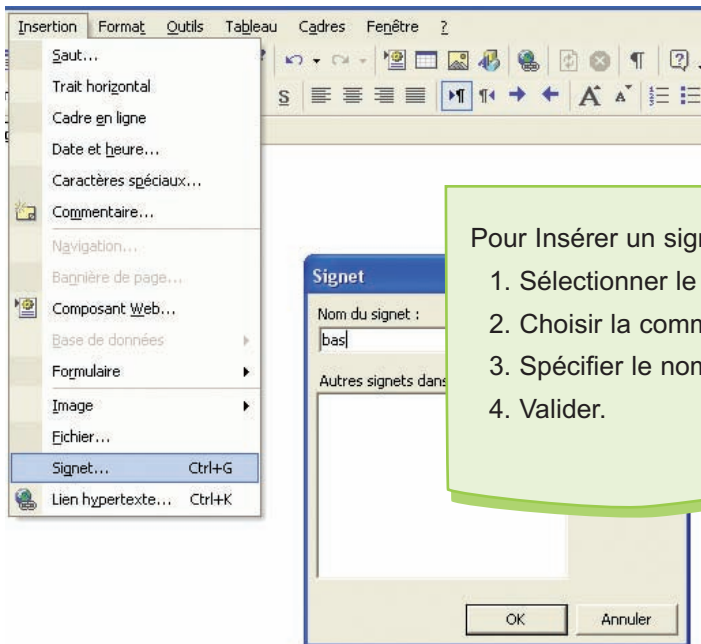 Insertion Format Outils Tableau Cadres Fenêtre ?
Saut...
Trait horizontal
Cadre en ligne
Date et heure...
Caractères spéciaux...
Commentaire...
Navigation...
Bannière de page...
Composant Web...
Base de données
Formulaire
Image
Fichier...
Signet... Ctrl+G
Lien hypertexte... Ctrl+K
S
Signet
Nom du signet :
bas
Autres signets dans
OK Annuler
Pour Insérer un sign
1. Sélectionner le
2. Choisir la comm
3. Spécifier le nom
4. Valider.